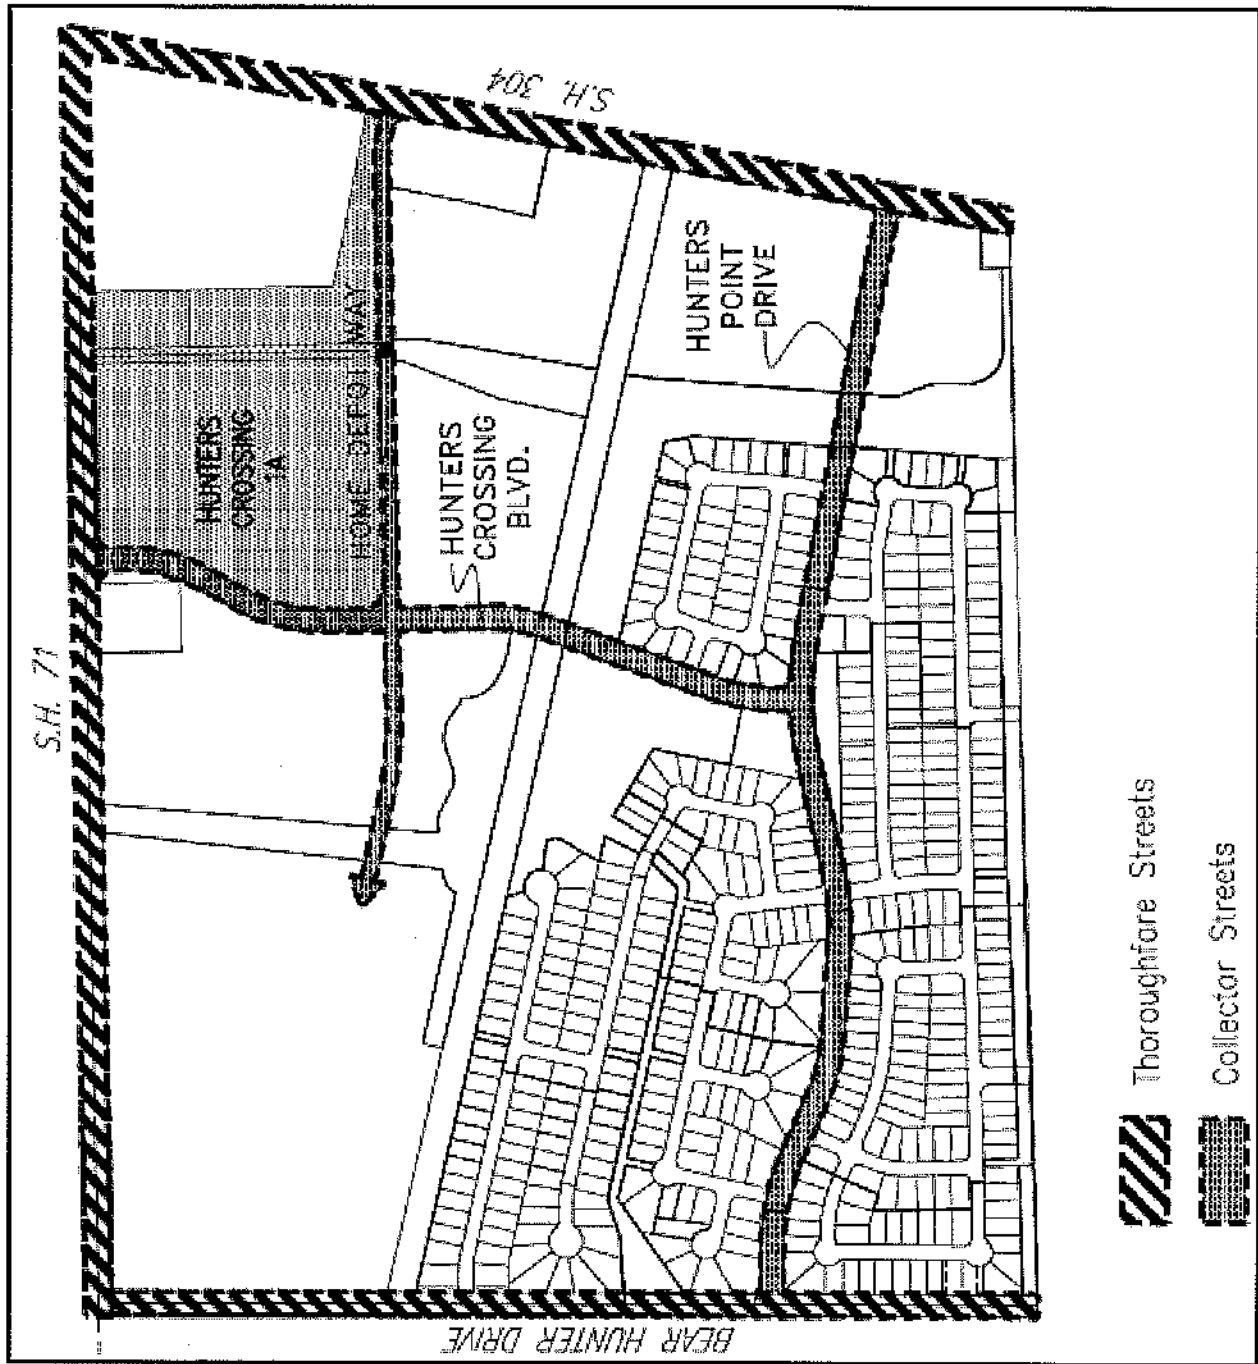 S.H. 71
S.H. 304
HUNTERS
CROSSING
1A
HOME DEPOT WAY
HUNTERS
CROSSING
BLVD.
HUNTERS
POINT
DRIVE
BEAR HUNTER DRIVE
Thoroughfare Streets
Collector Streets